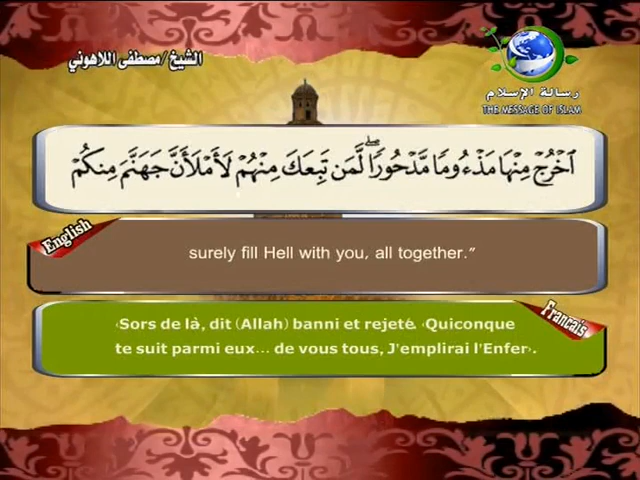 الشيخ/مصطفى اللاهوني
رسالة الإسلام
THE MESSAGE OF ISLAM
ٱخْرُجْ مِنْهَا مَذْءُومًا مَّدْحُورًا ۖ لَّمَن تَبِعَكَ مِنْهُمْ لَأَمْلَأَنَّ جَهَنَّمَ مِنكُمْ
English
surely fill Hell with you, all together.”
Francais
‹Sors de là, dit (Allah) banni et rejeté. ‹Quiconque
te suit parmi eux... de vous tous, J'emplirai l'Enfer›.